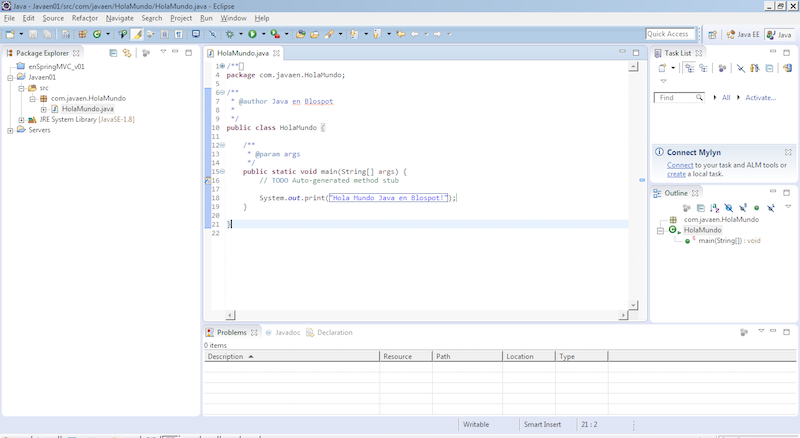 Java - Javaen01/src/com/javaen/HolaMundo/HolaMundo.java - Eclipse
File Edit Source Refactor Navigate Search Project Run Window Help
Quick Access
Java EE
Java
Package Explorer
enSpringMVC_v01
Javaen01
src
com.javaen.HolaMundo
HolaMundo.java
JRE System Library [JavaSE-1.8]
Servers
HolaMundo.java
1 /**
4 package com.javaen.HolaMundo;
5
6 /**
7 * @author Java en Blospot
8 *
9 */
10 public class HolaMundo {
11
12 /**
13 * @param args
14 */
15 public static void main(String[] args) {
16 // TODO Auto-generated method stub
17
18 System.out.print("Hola Mundo Java en Blospot!");
19 }
20
21 }
22
Task List
Find
All
Activate...
Connect Mylyn
Connect to your task and ALM tools or
create a local task.
Outline
com.javaen.HolaMundo
HolaMundo
main(String[]) : void
Problems
Javadoc
Declaration
0 items
Description Resource Path Location Type
Writable Smart Insert 21 : 2